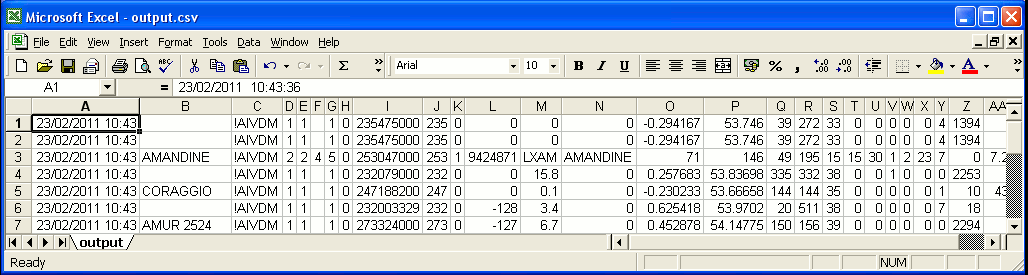 Microsoft Excel - output.csv
File Edit View Insert Format Tools Data Window Help
Arial 10 B I U
A1 = 23/02/2011 10:43:36
A B C D E F G H I J K L M N O P Q R S T U V W X Y Z AA
1 23/02/2011 10:43 !AIVDM 1 1 1 0 235475000 235 0 0 0 0 -0.294167 53.746 39 272 33 0 0 0 0 0 4 1394
2 23/02/2011 10:43 !AIVDM 1 1 1 0 235475000 235 0 0 0 0 -0.294167 53.746 39 272 33 0 0 0 0 0 4 1394
3 23/02/2011 10:43 AMANDINE !AIVDM 2 2 4 5 0 253047000 253 1 9424871 LXAM AMANDINE 71 146 49 195 15 15 30 1 2 23 7 0 7.2
4 23/02/2011 10:43 !AIVDM 1 1 1 0 232079000 232 0 0 15.8 0 0.257683 53.83698 335 332 38 0 0 1 0 0 0 2253
5 23/02/2011 10:43 CORAGGIO !AIVDM 1 1 1 0 247188200 247 0 0 0.1 0 -0.230233 53.66658 144 144 35 0 0 0 0 0 1 10 43
6 23/02/2011 10:43 !AIVDM 1 1 1 0 232003329 232 0 -128 3.4 0 0.625418 53.9702 20 511 38 0 0 0 0 0 7 18
7 23/02/2011 10:43 AMUR 2524 !AIVDM 1 1 1 0 273324000 273 0 -127 6.7 0 0.452878 54.14775 150 156 39 0 0 0 0 0 4 2294
output
Ready NUM